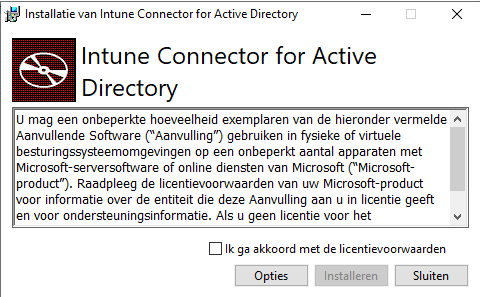 Installatie van Intune Connector for Active Directory
Intune Connector for Active
Directory
U mag een onbeperkte hoeveelheid exemplaren van de hieronder vermelde
Aanvullende Software (“Aanvulling”) gebruiken in fysieke of virtuele
besturingssysteemomgevingen op een onbeperkt aantal apparaten met
Microsoft-serversoftware of online diensten van Microsoft (“Microsoft-
product”). Raadpleeg de licentievoorwaarden van uw Microsoft-product
voor informatie over de entiteit die deze Aanvulling aan u in licentie geeft
en voor ondersteuningsinformatie. Als u geen licentie voor het
Ik ga akkoord met de licentievoorwaarden
Opties Installeren Sluiten